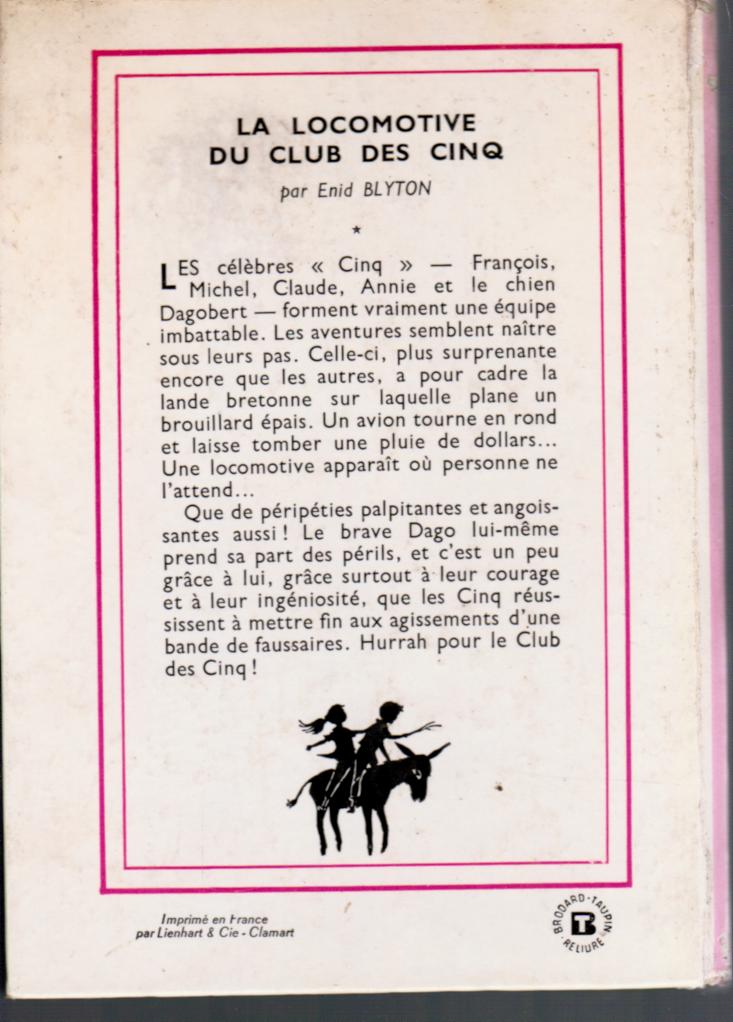 LA LOCOMOTIVE
DU CLUB DES CINQ
par Enid BLYTON
*
LES célèbres « Cinq » — François,
Michel, Claude, Annie et le chien
Dagobert — forment vraiment une équipe
imbattable. Les aventures semblent naître
sous leurs pas. Celle-ci, plus surprenante
encore que les autres, a pour cadre la
lande bretonne sur laquelle plane un
brouillard épais. Un avion tourne en rond
et laisse tomber une pluie de dollars...
Une locomotive apparaît où personne ne
l'attend...
Que de péripéties palpitantes et angois-
santes aussi ! Le brave Dago lui-même
prend sa part des périls, et c'est un peu
grâce à lui, grâce surtout à leur courage
et à leur ingéniosité, que les Cinq réus-
sissent à mettre fin aux agissements d'une
bande de faussaires. Hurrah pour le Club
des Cinq !
Imprimé en France
par Lienhart & Cie - Clamart
BRODARD-TAUPIN
RELIURE
BT